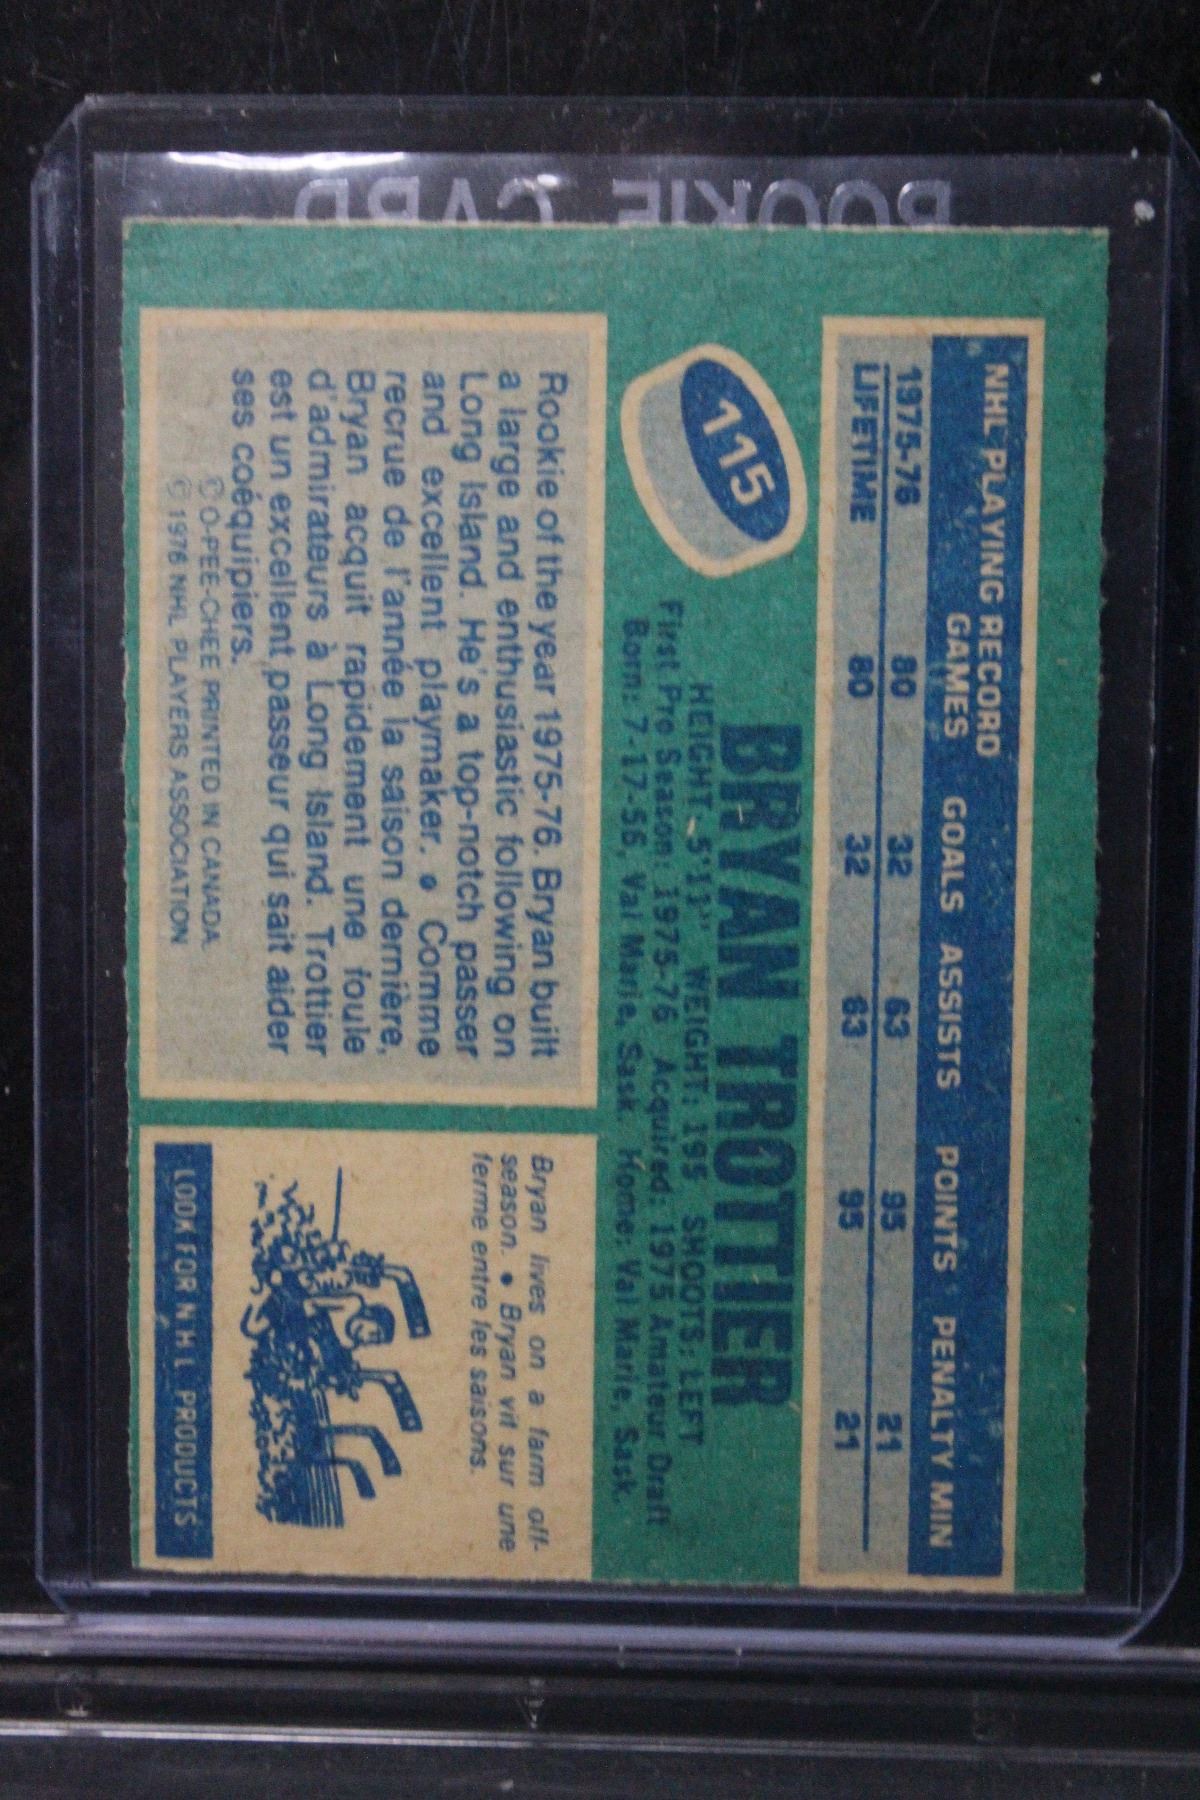 ROOKIE CARD
NHL PLAYING RECORD
GAMES GOALS ASSISTS POINTS PENALTY MIN
1975-76 80 32 63 95 21
LIFETIME 80 32 63 95 21
115
BRYAN TROTTIER
HEIGHT: 5'11" WEIGHT: 195 SHOOTS: LEFT
First Pro Season: 1975-76 Acquired: 1975 Amateur Draft
Born: 7-17-56, Val Marie, Sask. Home: Val Marie, Sask.
Rookie of the year 1975-76. Bryan built
a large and enthusiastic following on
Long Island. He's a top-notch passer
and excellent playmaker. • Comme
recrue de l'année la saison dernière,
Bryan acquit rapidement une foule
d'admirateurs à Long Island. Trottier
est un excellent passeur qui sait aider
ses coéquipiers.
© O-PEE-CHEE PRINTED IN CANADA
© 1976 NHL PLAYERS ASSOCIATION
Bryan lives on a farm off-
season. • Bryan vit sur une
ferme entre les saisons.
LOOK FOR N H L PRODUCTS